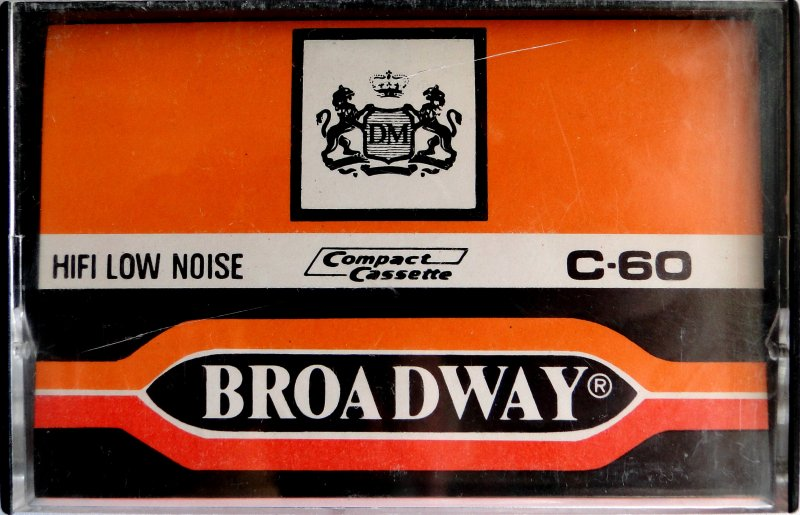 DM
HIFI LOW NOISE
Compact Cassette
C-60
BROADWAY®